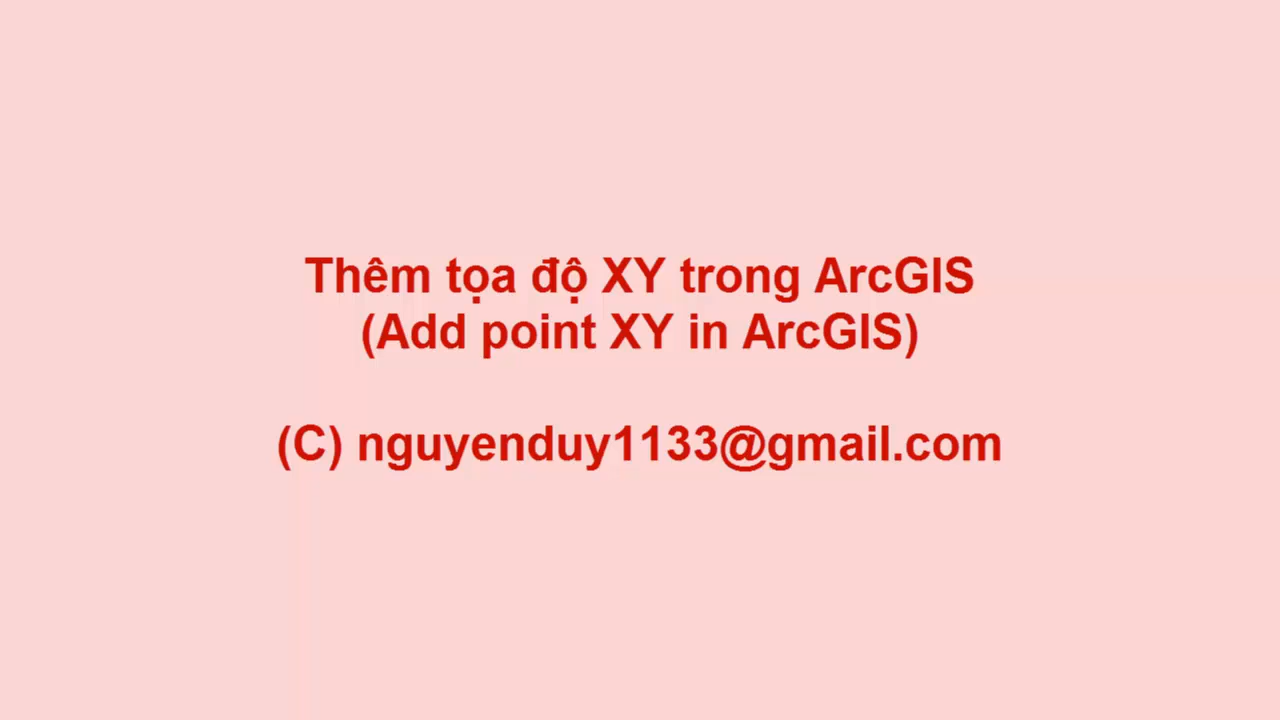 Thêm tọa độ XY trong ArcGIS
(Add point XY in ArcGIS)
(C) nguyenduy1133@gmail.com